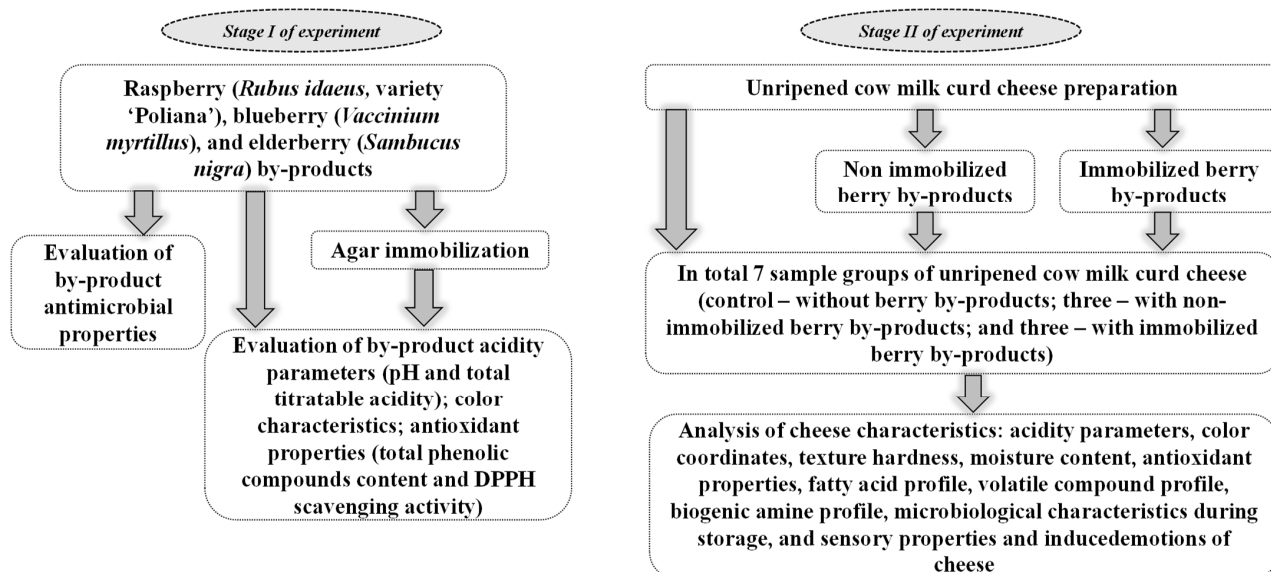 Stage I of experiment
Raspberry (Rubus idaeus, variety
‘Poliana’), blueberry (Vaccinium
myrtillus), and elderberry (Sambucus
nigra) by-products
Evaluation of
by-product
antimicrobial
properties
Agar immobilization
Evaluation of by-product acidity
parameters (pH and total
titratable acidity); color
characteristics; antioxidant
properties (total phenolic
compounds content and DPPH
scavenging activity)
Stage II of experiment
Unripened cow milk curd cheese preparation
Non immobilized
berry by-products
Immobilized berry
by-products
In total 7 sample groups of unripened cow milk curd cheese
(control – without berry by-products; three – with non-
immobilized berry by-products; and three – with immobilized
berry by-products)
Analysis of cheese characteristics: acidity parameters, color
coordinates, texture hardness, moisture content, antioxidant
properties, fatty acid profile, volatile compound profile,
biogenic amine profile, microbiological characteristics during
storage, and sensory properties and inducedemotions of
cheese